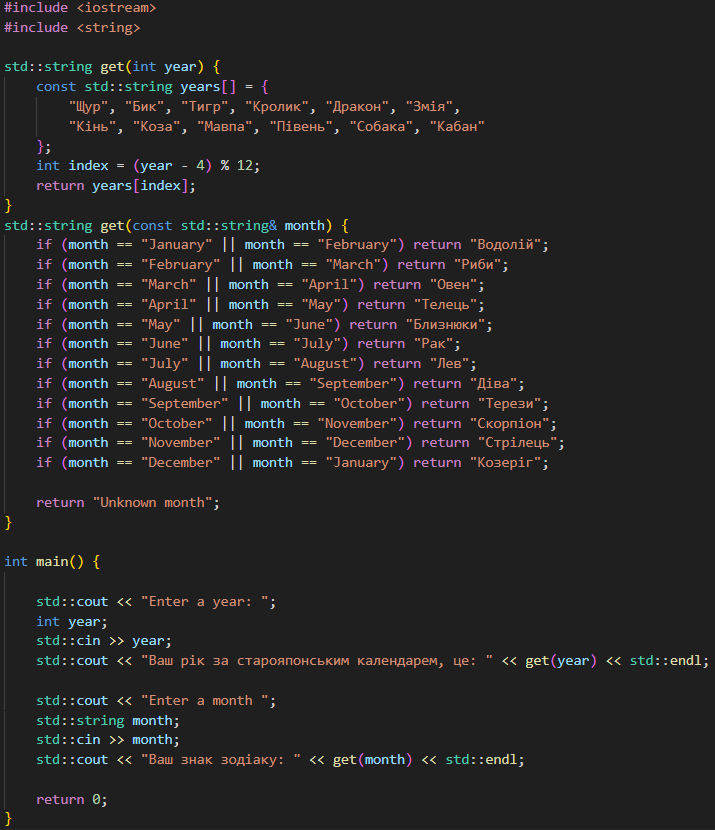 #include <iostream>
#include <string>

std::string get(int year) {
    const std::string years[] = {
        "Щур", "Бик", "Тигр", "Кролик", "Дракон", "Змія",
        "Кінь", "Коза", "Мавпа", "Півень", "Собака", "Кабан"
    };
    int index = (year - 4) % 12;
    return years[index];
}
std::string get(const std::string& month) {
    if (month == "January" || month == "February") return "Водолій";
    if (month == "February" || month == "March") return "Риби";
    if (month == "March" || month == "April") return "Овен";
    if (month == "April" || month == "May") return "Телець";
    if (month == "May" || month == "June") return "Близнюки";
    if (month == "June" || month == "July") return "Рак";
    if (month == "July" || month == "August") return "Лев";
    if (month == "August" || month == "September") return "Діва";
    if (month == "September" || month == "October") return "Терези";
    if (month == "October" || month == "November") return "Скорпіон";
    if (month == "November" || month == "December") return "Стрілець";
    if (month == "December" || month == "January") return "Козеріг";

    return "Unknown month";
}

int main() {

    std::cout << "Enter a year: ";
    int year;
    std::cin >> year;
    std::cout << "Ваш рік за старояпонським календарем, це: " << get(year) << std::endl;

    std::cout << "Enter a month ";
    std::string month;
    std::cin >> month;
    std::cout << "Ваш знак зодіаку: " << get(month) << std::endl;

    return 0;
}